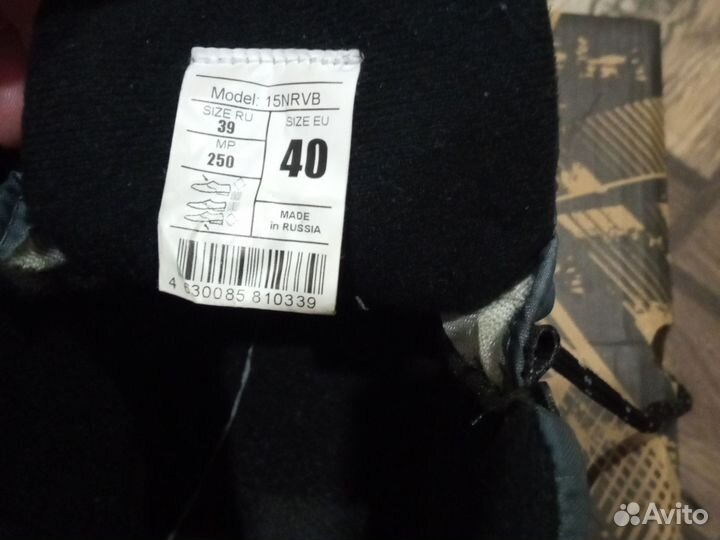 Model: 15NRVB
SIZE RU
39
MP
250
SIZE EU
40
MADE
in RUSSIA
4 630085 810339
Avito